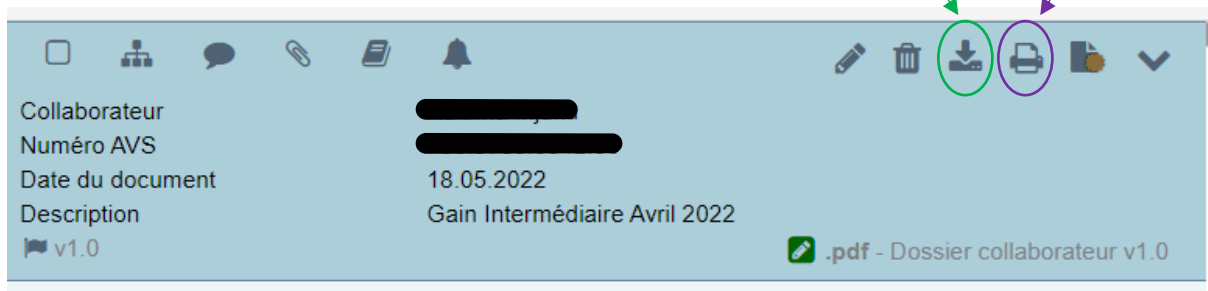 Collaborateur
Numéro AVS
Date du document 18.05.2022
Description Gain Intermédiaire Avril 2022
v1.0 .pdf - Dossier collaborateur v1.0